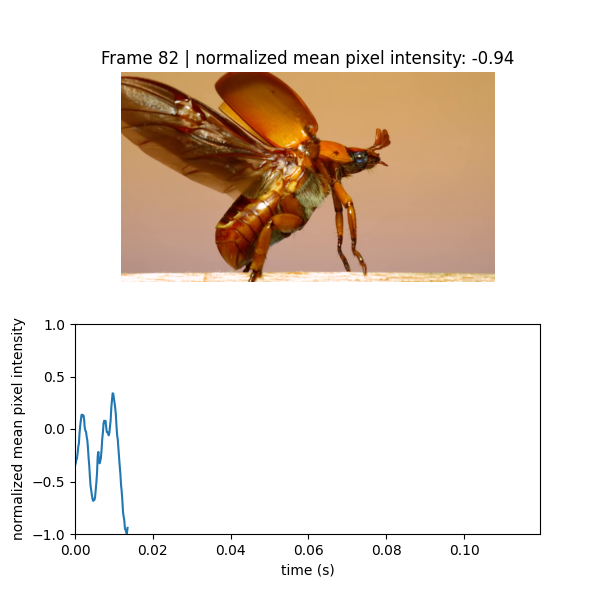 Frame 82 | normalized mean pixel intensity: -0.94
normalized mean pixel intensity
1.0
0.5
0.0
−0.5
−1.0
0.00 0.02 0.04 0.06 0.08 0.10
time (s)